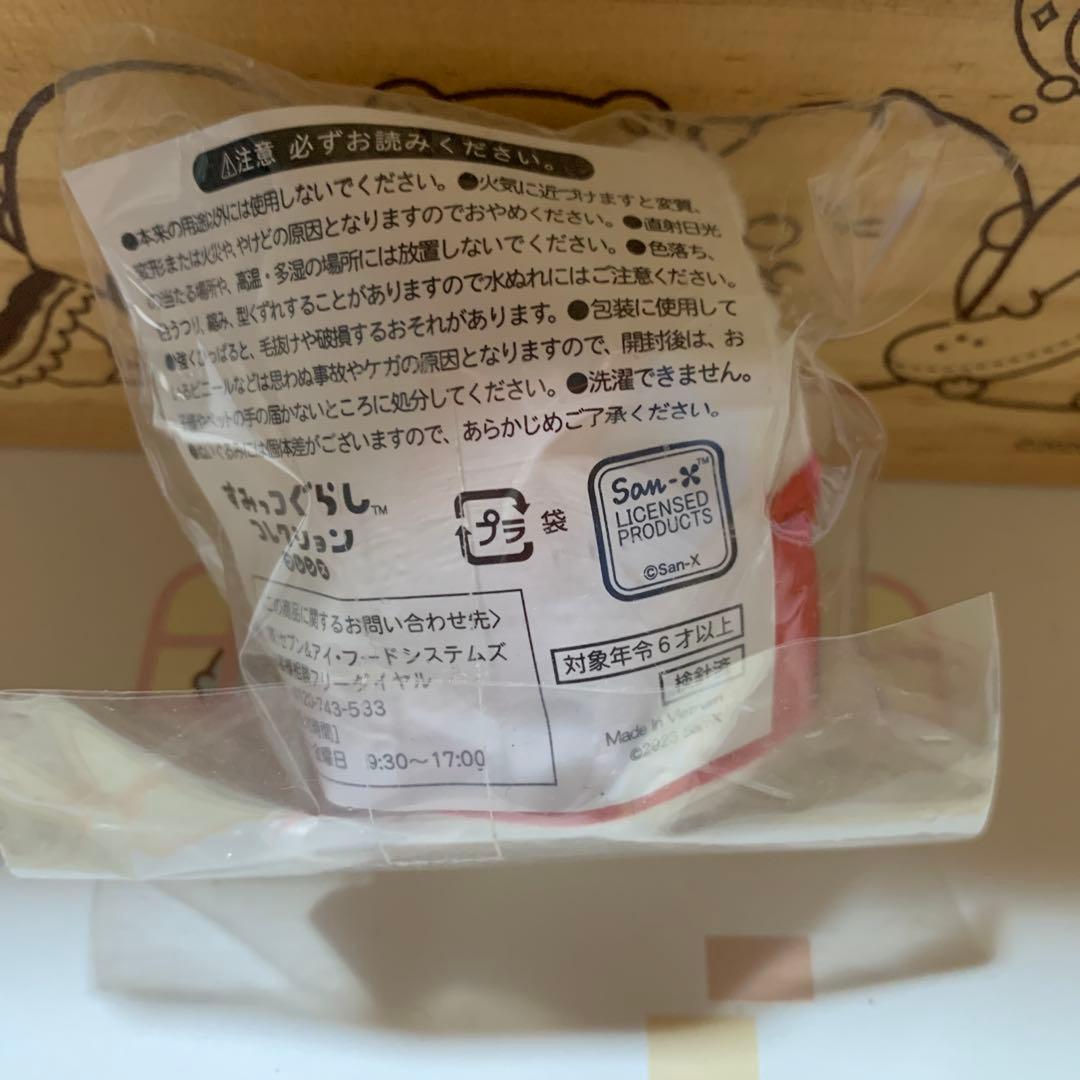 ⚠注意 必ずお読みください。
●本来の用途以外には使用しないでください。●火気に近づけますと変質、
変形または火災や、やけどの原因となりますのでおやめください。●直射日光
の当たる場所や、高温・多湿の場所には放置しないでください。●色落ち、
色うつり、縮み、型くずれすることがありますので水ぬれにはご注意ください。
●強くひっぱると、毛抜けや破損するおそれがあります。●包装に使用して
いるビニールなどは思わぬ事故やケガの原因となりますので、開封後は、お
子様やペットの手の届かないところに処分してください。●洗濯できません。
●ぬいぐるみには個体差がございますので、あらかじめご了承ください。
すみっコぐらし™
コレクション
プラ 袋
San-X™
LICENSED
PRODUCTS
©San-X
この商品に関するお問い合わせ先〉
セブン&アイ・フードシステムズ
フリーダイヤル
743-533
曜日 9:30〜17:00
対象年令6才以上
検針済
Made In Vietnam
©2023 San-X